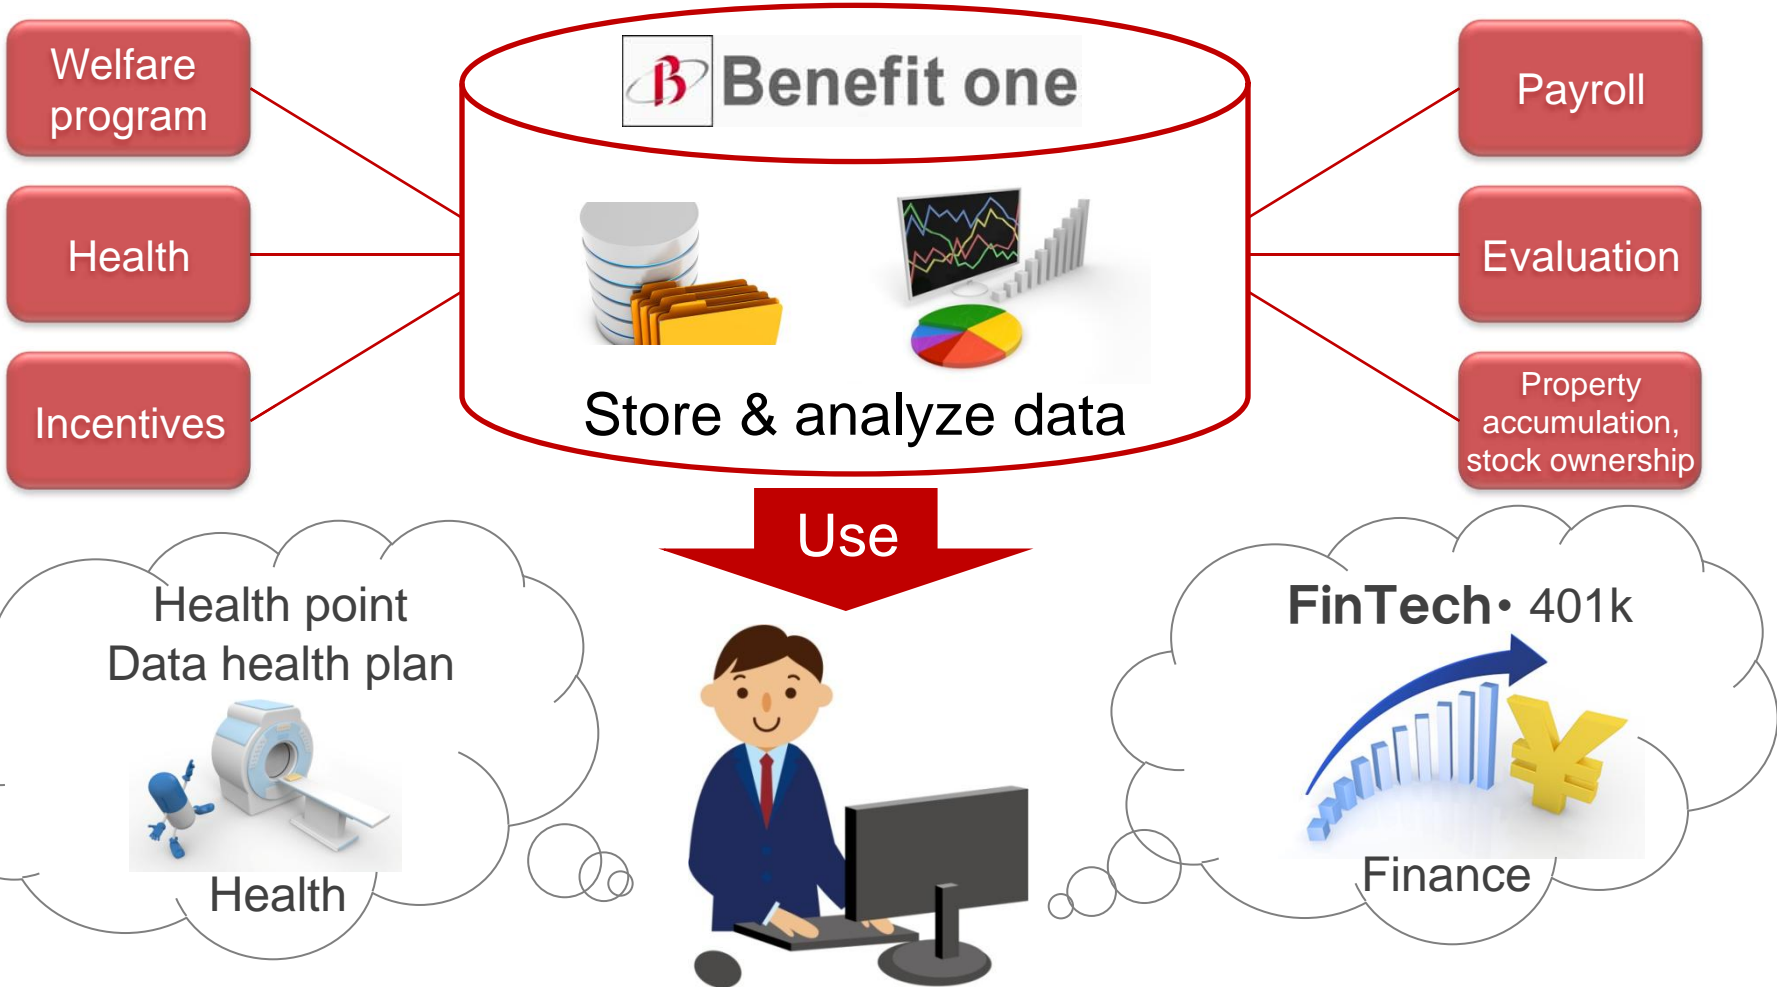 Welfare
program
Health
Incentives
B Benefit one
Store & analyze data
Payroll
Evaluation
Property
accumulation,
stock ownership
Use
Health point
Data health plan
Health
FinTech・401k
¥
Finance